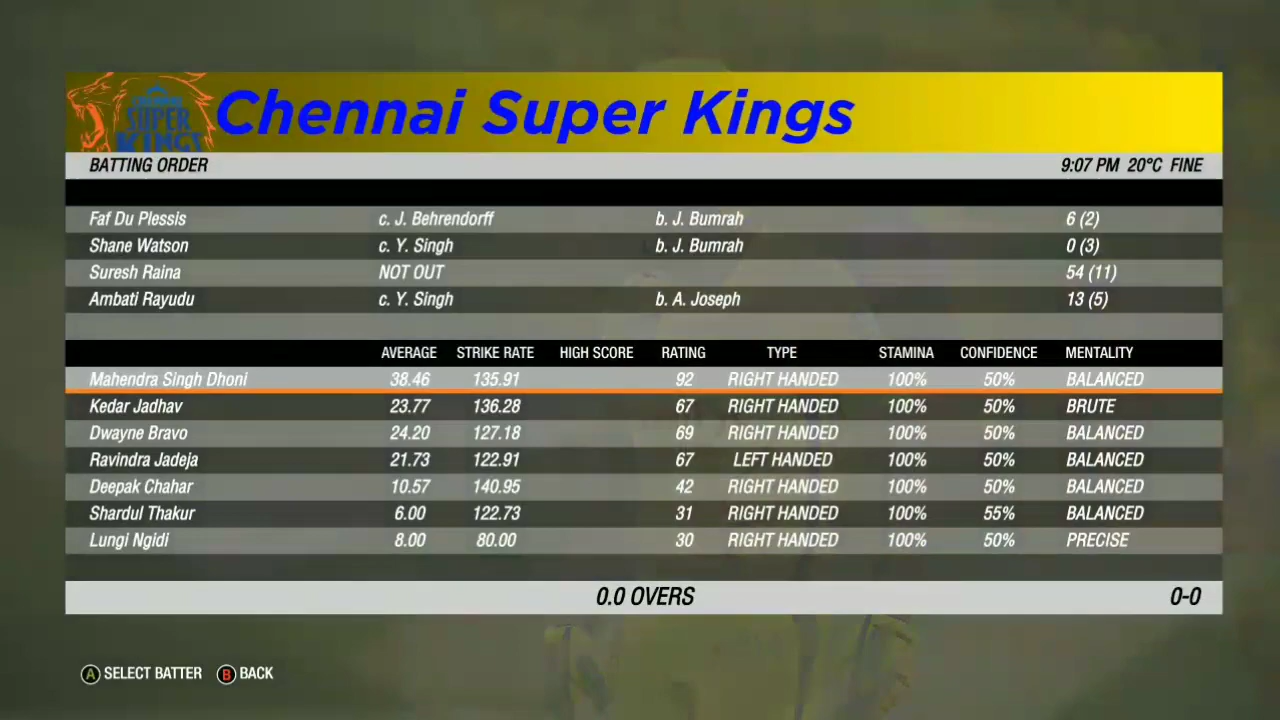 CHENNAI
SUPER
KINGS
Chennai Super Kings
BATTING ORDER 9:07 PM 20°C FINE
Faf Du Plessis c. J. Behrendorff b. J. Bumrah 6 (2)
Shane Watson c. Y. Singh b. J. Bumrah 0 (3)
Suresh Raina NOT OUT 54 (11)
Ambati Rayudu c. Y. Singh b. A. Joseph 13 (5)
AVERAGE STRIKE RATE HIGH SCORE RATING TYPE STAMINA CONFIDENCE MENTALITY
Mahendra Singh Dhoni 38.46 135.91 92 RIGHT HANDED 100% 50% BALANCED
Kedar Jadhav 23.77 136.28 67 RIGHT HANDED 100% 50% BRUTE
Dwayne Bravo 24.20 127.18 69 RIGHT HANDED 100% 50% BALANCED
Ravindra Jadeja 21.73 122.91 67 LEFT HANDED 100% 50% BALANCED
Deepak Chahar 10.57 140.95 42 RIGHT HANDED 100% 50% BALANCED
Shardul Thakur 6.00 122.73 31 RIGHT HANDED 100% 55% BALANCED
Lungi Ngidi 8.00 80.00 30 RIGHT HANDED 100% 50% PRECISE
0.0 OVERS 0-0
A SELECT BATTER B BACK